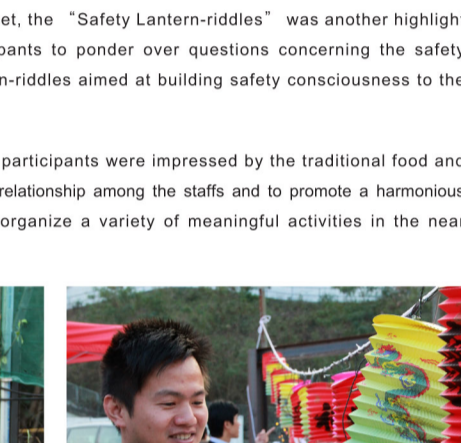 et, the “Safety Lantern-riddles” was another highligh
pants to ponder over questions concerning the safety
n-riddles aimed at building safety consciousness to the
participants were impressed by the traditional food and
relationship among the staffs and to promote a harmonious
organize a variety of meaningful activities in the near